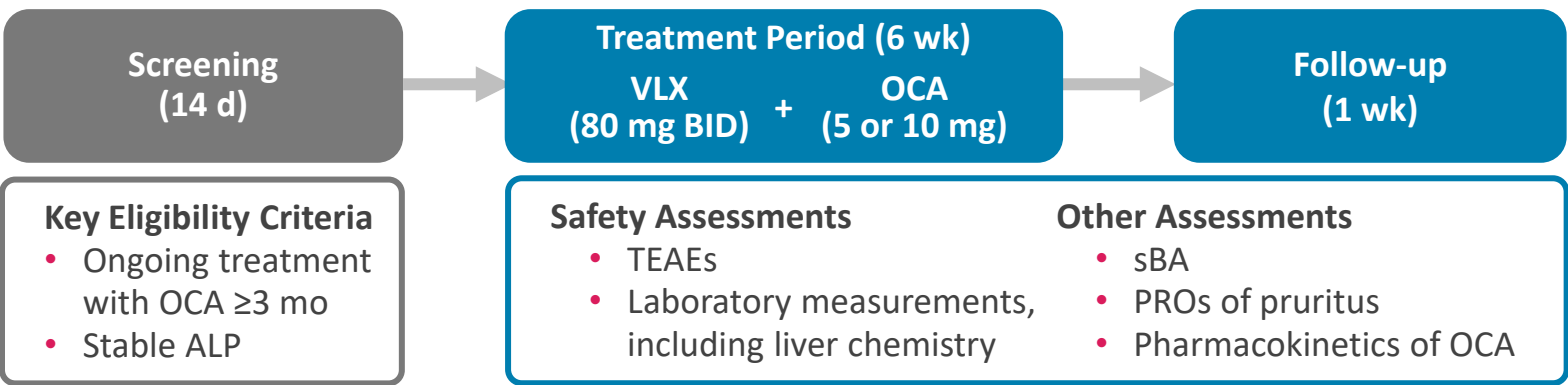 Screening
(14 d)
Treatment Period (6 wk)
VLX
(80 mg BID)
+
OCA
(5 or 10 mg)
Follow-up
(1 wk)
Key Eligibility Criteria
• Ongoing treatment
with OCA ≥3 mo
• Stable ALP
Safety Assessments
• TEAEs
• Laboratory measurements,
including liver chemistry
Other Assessments
• sBA
• PROs of pruritus
• Pharmacokinetics of OCA